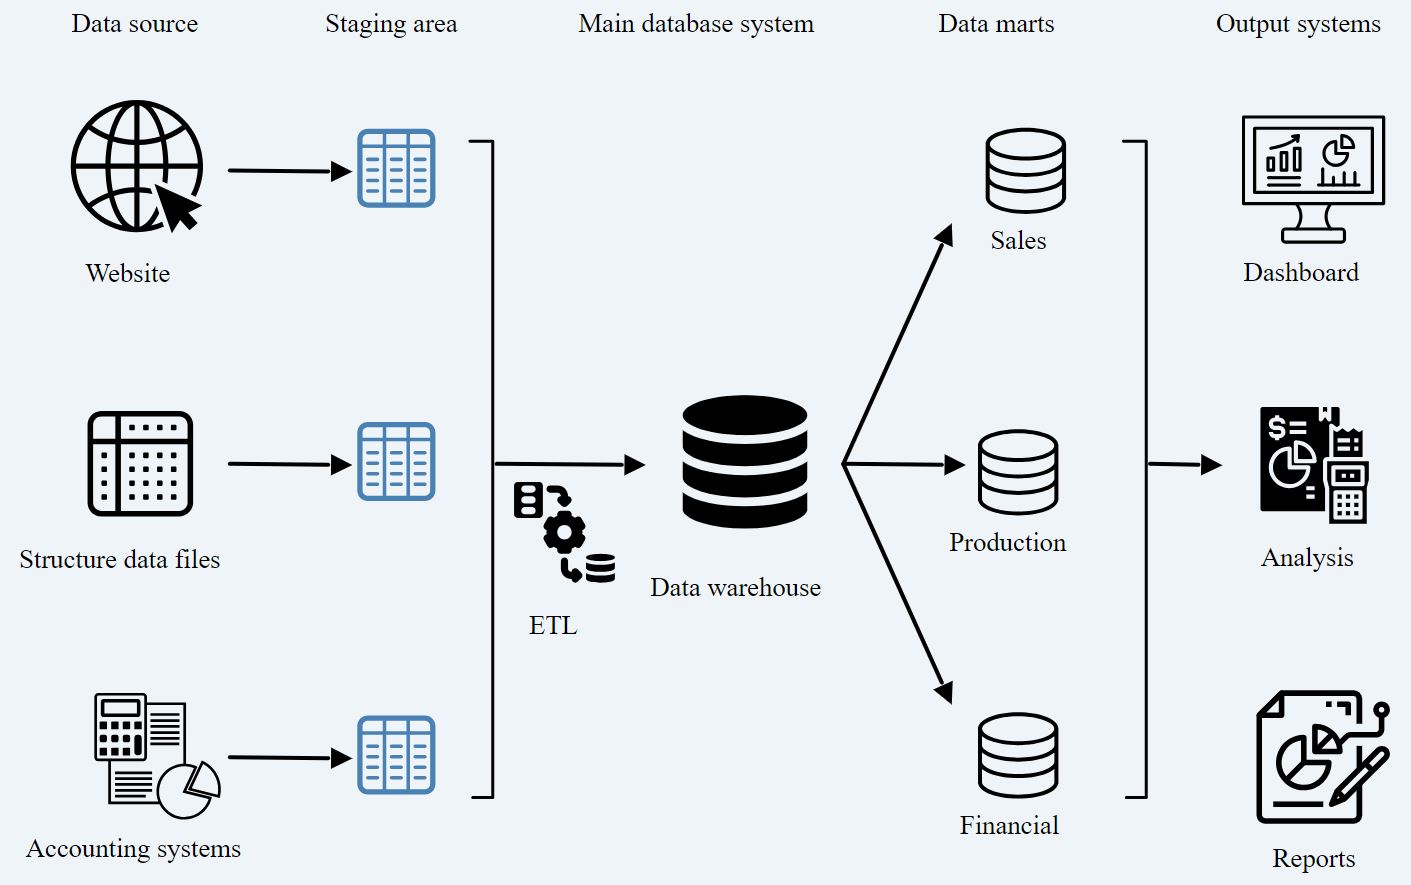 Data source
Staging area
Main database system
Data marts
Output systems
Website
Sales
Dashboard
Structure data files
ETL
Data warehouse
Production
$=
Analysis
Accounting systems
Financial
Reports